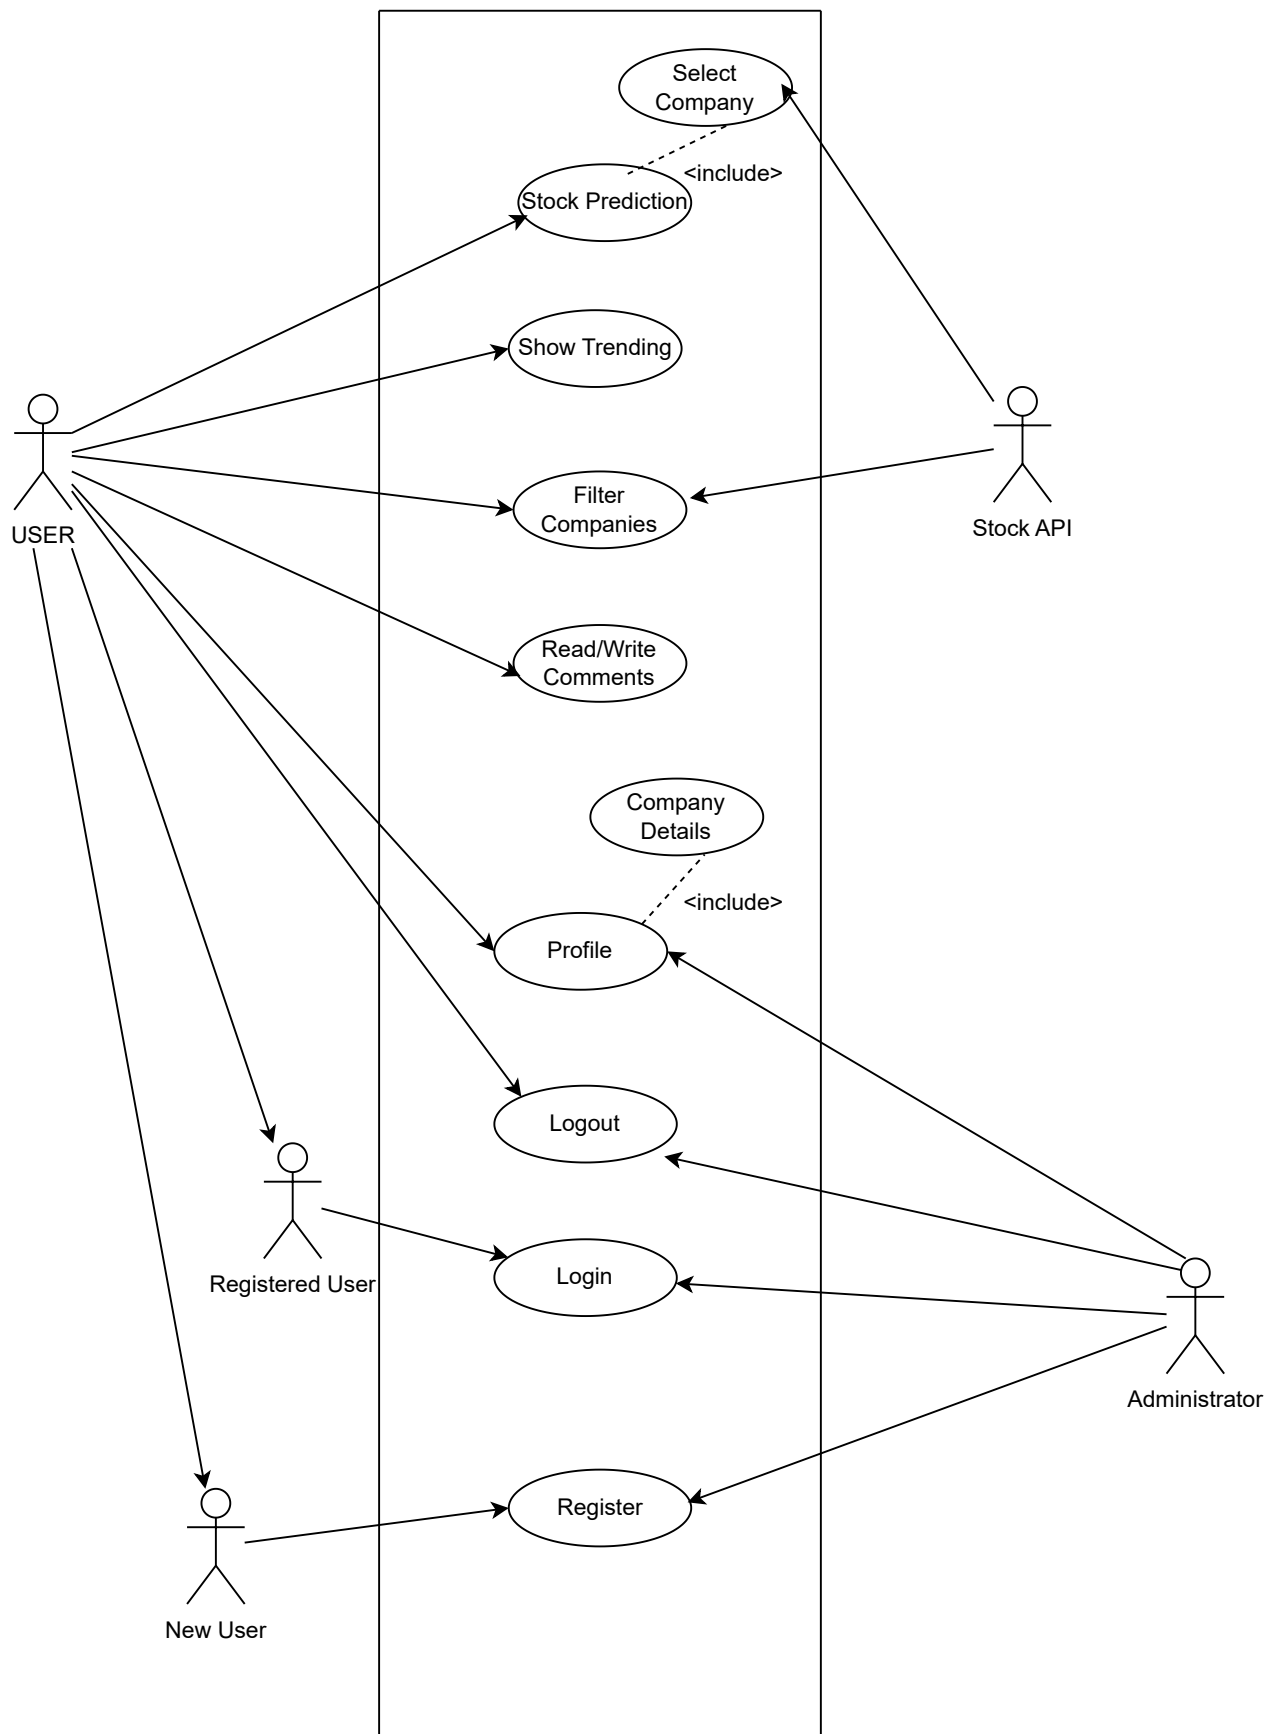 Select
Company
<include>
Stock Prediction
Show Trending
USER
Filter
Companies
Stock API
Read/Write
Comments
Company
Details
<include>
Profile
Logout
Registered User
Login
Administrator
Register
New User